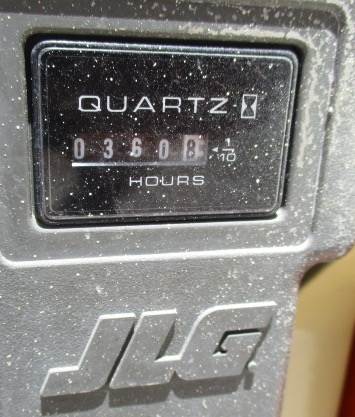 QUARTZ
03608 1/10
HOURS
JLG